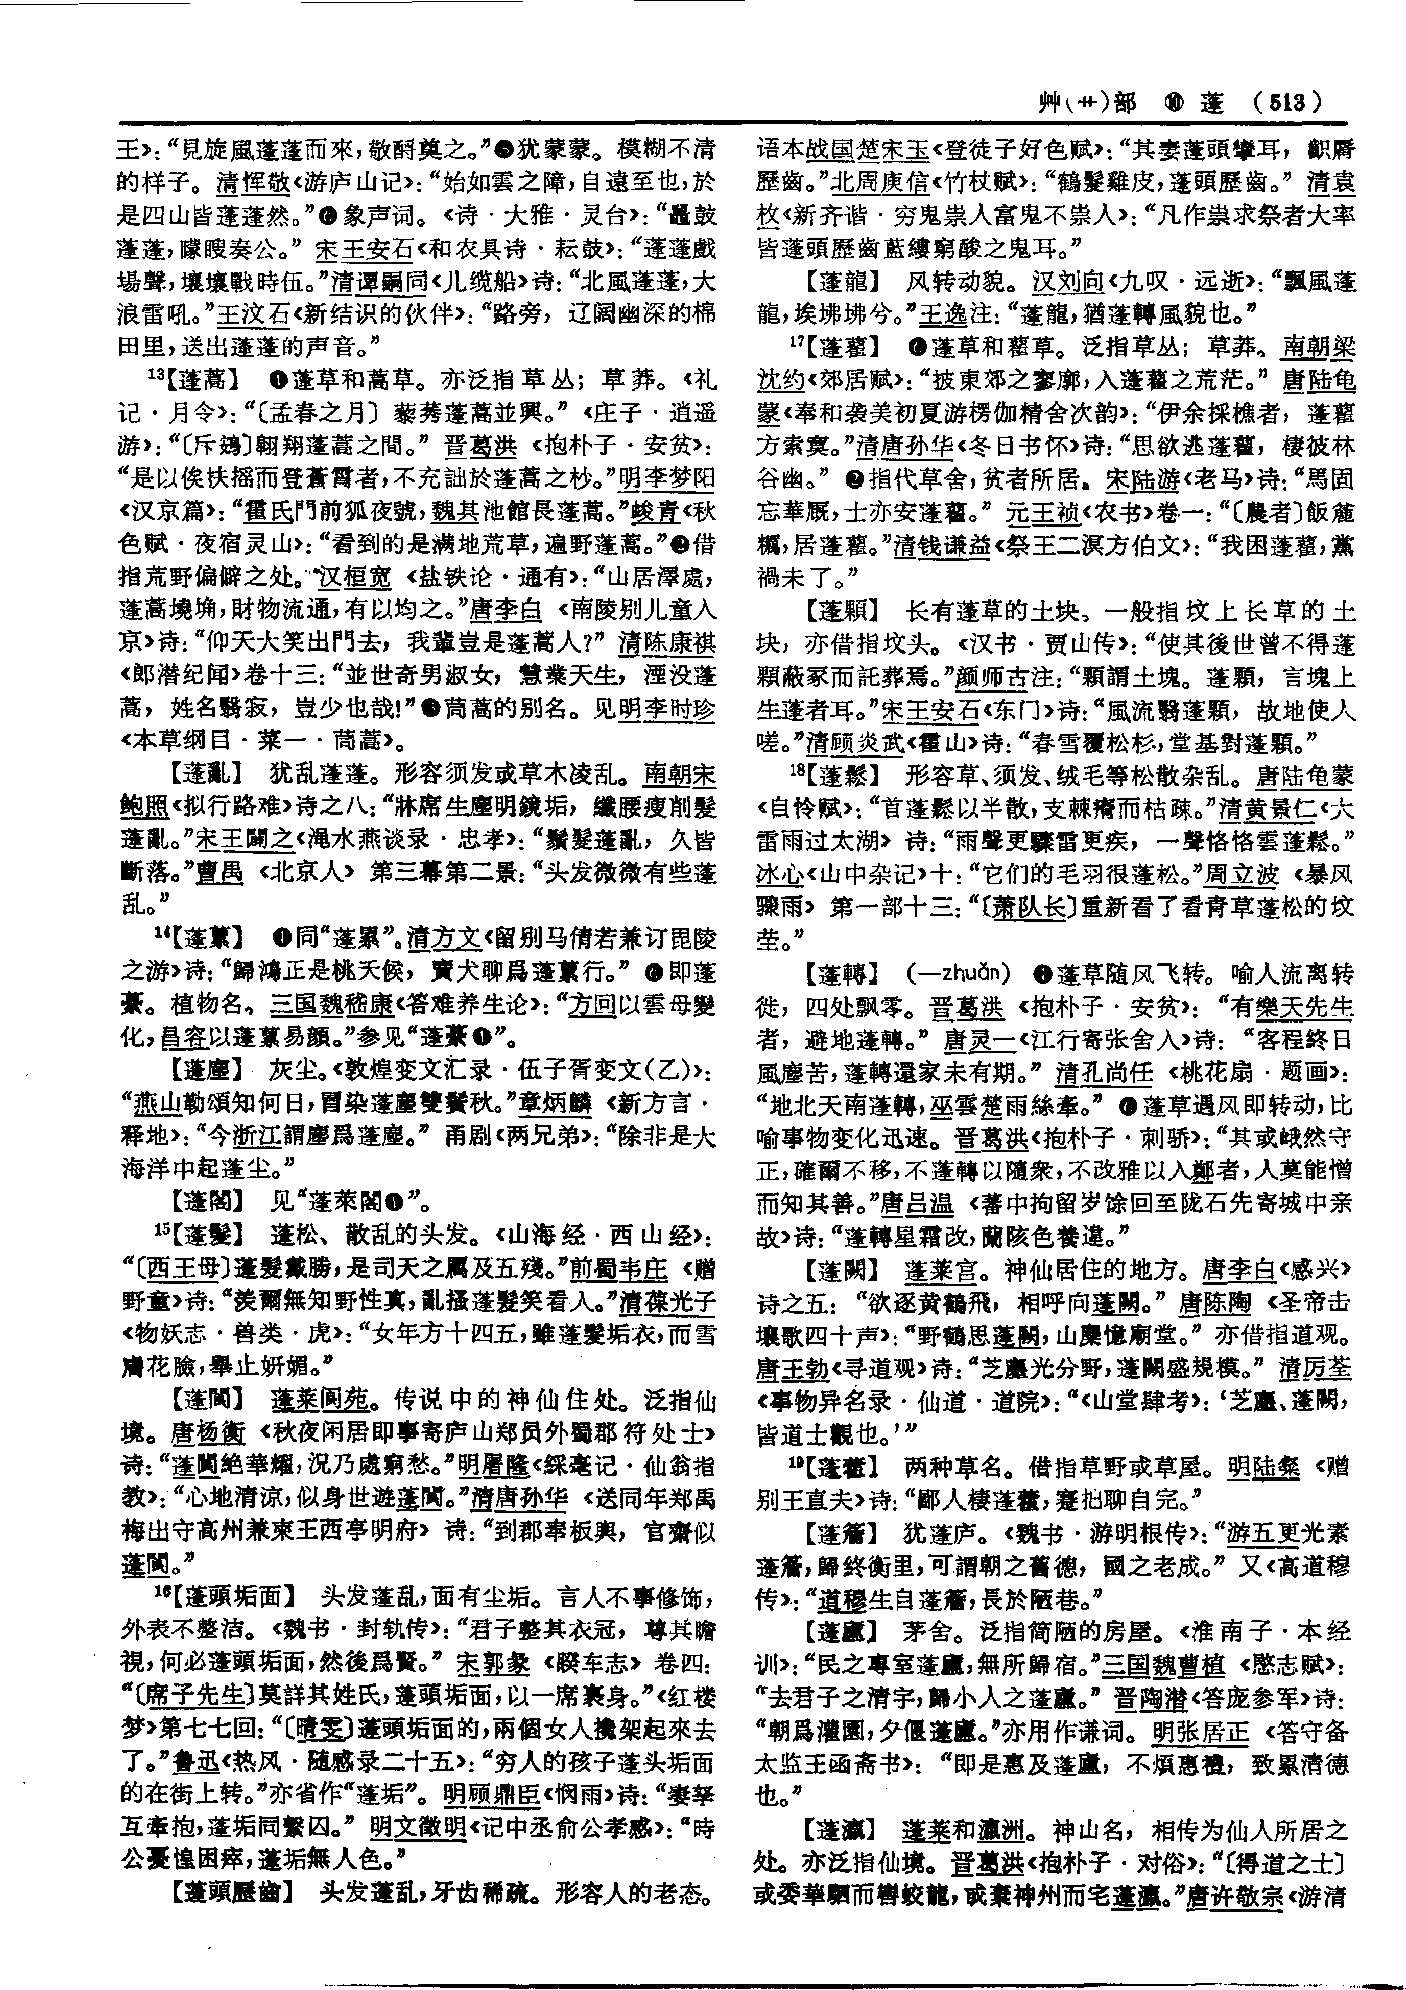 艸(艹)部 ⑩ 蓬 (513)
王》：“見旋風蓬蓬而來，敬酹奠之。”❺犹蒙蒙。模糊不清
的样子。清恽敬《游庐山记》：“始如雲之障，自遠至也，於
是四山皆蓬蓬然。”❻象声词。《诗·大雅·灵台》：“鼉鼓
蓬蓬，矇瞍奏公。”宋王安石《和农具诗·耘鼓》：“蓬蓬戲
場聲，壤壤戰時伍。”清谭嗣同《儿缆船》诗：“北風蓬蓬，大
浪雷吼。”王汶石《新结识的伙伴》：“路旁，辽阔幽深的棉
田里，送出蓬蓬的声音。”
¹³【蓬蒿】 ❶蓬草和蒿草。亦泛指草丛；草莽。《礼
记·月令》：“〔孟春之月〕藜莠蓬蒿並興。”《庄子·逍遥
游》：“〔斥鴳〕翱翔蓬蒿之間。”晋葛洪《抱朴子·安贫》：
“是以俟扶摇而登蒼霄者，不充詘於蓬蒿之杪。”明李梦阳
《汉京篇》：“霍氏門前狐夜號，魏其池館長蓬蒿。”峻青《秋
色赋·夜宿灵山》：“看到的是满地荒草，遍野蓬蒿。”❷借
指荒野偏僻之处。汉桓宽《盐铁论·通有》：“山居澤處，
蓬蒿墝埆，財物流通，有以均之。”唐李白《南陵别儿童入
京》诗：“仰天大笑出門去，我輩豈是蓬蒿人？”清陈康祺
《郎潜纪闻》卷十三：“並世奇男淑女，慧業天生，湮没蓬
蒿，姓名翳寂，豈少也哉！”❸茼蒿的别名。见明李时珍
《本草纲目·菜一·茼蒿》。
【蓬亂】 犹乱蓬蓬。形容须发或草木凌乱。南朝宋
鲍照《拟行路难》诗之八：“牀席生塵明鏡垢，纖腰瘦削髮
蓬亂。”宋王闢之《渑水燕谈录·忠孝》：“鬚髮蓬亂，久皆
斷落。”曹禺《北京人》第三幕第二景：“头发微微有些蓬
乱。”
¹⁴【蓬蔂】 ❶同“蓬累”。清方文《留别马倩若兼订毘陵
之游》诗：“歸鴻正是桃天候，賣犬聊爲蓬蔂行。”❷即蓬
虆。植物名。三国魏嵇康《答难养生论》：“方回以雲母變
化，昌容以蓬蔂易顔。”参见“蓬虆❶”。
【蓬塵】 灰尘。《敦煌变文汇录·伍子胥变文(乙)》：
“燕山勒頌知何日，冒染蓬塵雙鬢秋。”章炳麟《新方言·
释地》：“今浙江謂塵爲蓬塵。”甬剧《两兄弟》：“除非是大
海洋中起蓬尘。”
【蓬閣】 见“蓬莱閣❶”。
¹⁵【蓬髮】 蓬松、散乱的头发。《山海经·西山经》：
“〔西王母〕蓬髮戴勝，是司天之厲及五殘。”前蜀韦庄《赠
野童》诗：“羨爾無知野性真，亂搔蓬髮笑看人。”清葆光子
《物妖志·兽类·虎》：“女年方十四五，雖蓬髮垢衣，而雪
膚花臉，舉止妍媚。”
【蓬閬】 蓬莱阆苑。传说中的神仙住处。泛指仙
境。唐杨衡《秋夜闲居即事寄庐山郑员外蜀郡符处士》
诗：“蓬閬絶華耀，況乃處窮愁。”明屠隆《綵毫记·仙翁指
教》：“心地清凉，似身世遊蓬閬。”清唐孙华《送同年郑禹
梅出守高州兼柬王西亭明府》诗：“到郡奉板輿，官齋似
蓬閬。”
¹⁶【蓬頭垢面】 头发蓬乱，面有尘垢。言人不事修饰，
外表不整洁。《魏书·封轨传》：“君子整其衣冠，尊其瞻
視，何必蓬頭垢面，然後爲賢。”宋郭彖《睽车志》卷四：
“〔席子先生〕莫詳其姓氏，蓬頭垢面，以一席裹身。”《红楼
梦》第七七回：“〔晴雯〕蓬頭垢面的，兩個女人攙架起來去
了。”鲁迅《热风·随感录二十五》：“穷人的孩子蓬头垢面
的在街上转。”亦省作“蓬垢”。明顾鼎臣《悯雨》诗：“妻孥
互牽抱，蓬垢同繫囚。”明文徵明《记中丞俞公孝感》：“時
公憂惶困瘁，蓬垢無人色。”
【蓬頭歷齒】 头发蓬乱，牙齿稀疏。形容人的老态。
语本战国楚宋玉《登徒子好色赋》：“其妻蓬頭攣耳，齞脣
歷齒。”北周庾信《竹杖赋》：“鶴髮雞皮，蓬頭歷齒。”清袁
枚《新齐谐·穷鬼祟人富鬼不祟人》：“凡作祟求祭者大率
皆蓬頭歷齒藍縷窮酸之鬼耳。”
【蓬龍】 风转动貌。汉刘向《九叹·远逝》：“飄風蓬
龍，埃坲坲兮。”王逸注：“蓬龍，猶蓬轉風貌也。”
¹⁷【蓬藋】 ❶蓬草和藋草。泛指草丛；草莽。南朝梁
沈约《郊居赋》：“披東郊之寥廓，入蓬藋之荒茫。”唐陆龟
蒙《奉和袭美初夏游楞伽精舍次韵》：“伊余採樵者，蓬藋
方索寞。”清唐孙华《冬日书怀》诗：“思欲逃蓬藋，棲彼林
谷幽。”❷指代草舍，贫者所居。宋陆游《老马》诗：“馬固
忘華厩，士亦安蓬藋。”元王祯《农书》卷一：“〔農者〕飯麤
糲，居蓬藋。”清钱谦益《祭王二溟方伯文》：“我困蓬藋，黨
禍未了。”
【蓬顆】 长有蓬草的土块。一般指坟上长草的土
块，亦借指坟头。《汉书·贾山传》：“使其後世曾不得蓬
顆蔽冢而託葬焉。”颜师古注：“顆謂土塊。蓬顆，言塊上
生蓬者耳。”宋王安石《东门》诗：“風流翳蓬顆，故地使人
嗟。”清顾炎武《霍山》诗：“春雪覆松杉，堂基對蓬顆。”
¹⁸【蓬鬆】 形容草、须发、绒毛等松散杂乱。唐陆龟蒙
《自怜赋》：“首蓬鬆以半散，支棘瘠而枯疎。”清黄景仁《大
雷雨过太湖》诗：“雨聲更驟雷更疾，一聲恪恪雲蓬鬆。”
冰心《山中杂记》十：“它们的毛羽很蓬松。”周立波《暴风
骤雨》第一部十三：“〔萧队长〕重新看了看青草蓬松的坟
茔。”
【蓬轉】 (—zhuǎn) ❶蓬草随风飞转。喻人流离转
徙，四处飘零。晋葛洪《抱朴子·安贫》：“有樂天先生
者，避地蓬轉。”唐灵一《江行寄张舍人》诗：“客程終日
風塵苦，蓬轉還家未有期。”清孔尚任《桃花扇·题画》：
“地北天南蓬轉，巫雲楚雨絲牽。”❷蓬草遇风即转动，比
喻事物变化迅速。晋葛洪《抱朴子·刺骄》：“其或峨然守
正，確爾不移，不蓬轉以隨衆，不改雅以入鄭者，人莫能憎
而知其善。”唐吕温《蕃中拘留岁馀回至陇石先寄城中亲
故》诗：“蓬轉星霜改，蘭陔色養違。”
【蓬闕】 蓬莱宫。神仙居住的地方。唐李白《感兴》
诗之五：“欲逐黄鶴飛，相呼向蓬闕。”唐陈陶《圣帝击
壤歌四十声》：“野鶴思蓬闕，山麋憶廟堂。”亦借指道观。
唐王勃《寻道观》诗：“芝廛光分野，蓬闕盛規模。”清厉荃
《事物异名录·仙道·道院》：“《山堂肆考》：‘芝廛、蓬闕，
皆道士觀也。’”
¹⁹【蓬藿】 两种草名。借指草野或草屋。明陆粲《赠
别王直夫》诗：“鄙人棲蓬藿，蹇拙聊自完。”
【蓬簷】 犹蓬庐。《魏书·游明根传》：“游五更光素
蓬簷，歸終衡里，可謂朝之舊德，國之老成。”又《高道穆
传》：“道穆生自蓬簷，長於陋巷。”
【蓬廬】 茅舍。泛指简陋的房屋。《淮南子·本经
训》：“民之專室蓬廬，無所歸宿。”三国魏曹植《愍志赋》：
“去君子之清宇，歸小人之蓬廬。”晋陶潜《答庞参军》诗：
“朝爲灌園，夕偃蓬廬。”亦用作谦词。明张居正《答守备
太监王函斋书》：“即是惠及蓬廬，不煩惠禮，致累清德
也。”
【蓬瀛】 蓬莱和瀛洲。神山名，相传为仙人所居之
处。亦泛指仙境。晋葛洪《抱朴子·对俗》：“〔得道之士〕
或委華駟而轡蛟龍，或棄神州而宅蓬瀛。”唐许敬宗《游清